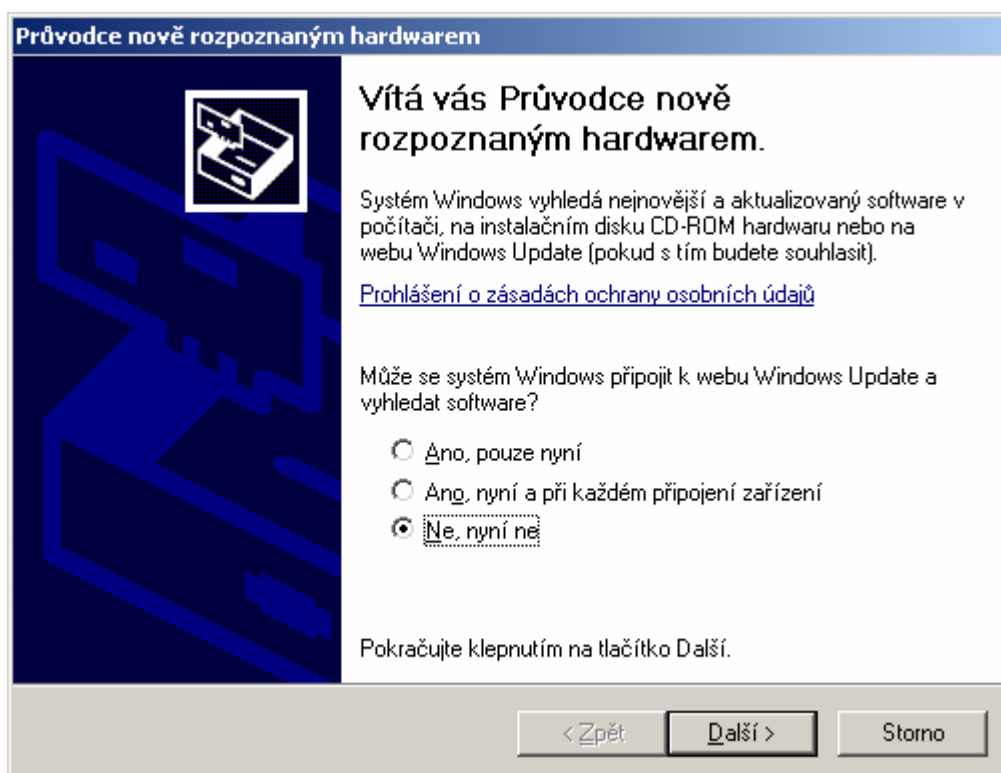 Průvodce nově rozpoznaným hardwarem
Vítá vás Průvodce nově
rozpoznaným hardwarem.
Systém Windows vyhledá nejnovější a aktualizovaný software v
počítači, na instalačním disku CD-ROM hardwaru nebo na
webu Windows Update (pokud s tím budete souhlasit).
Prohlášení o zásadách ochrany osobních údajů
Může se systém Windows připojit k webu Windows Update a
vyhledat software?
Ano, pouze nyní
Ano, nyní a při každém připojení zařízení
Ne, nyní ne
Pokračujte klepnutím na tlačítko Další.
< Zpět
Další >
Storno